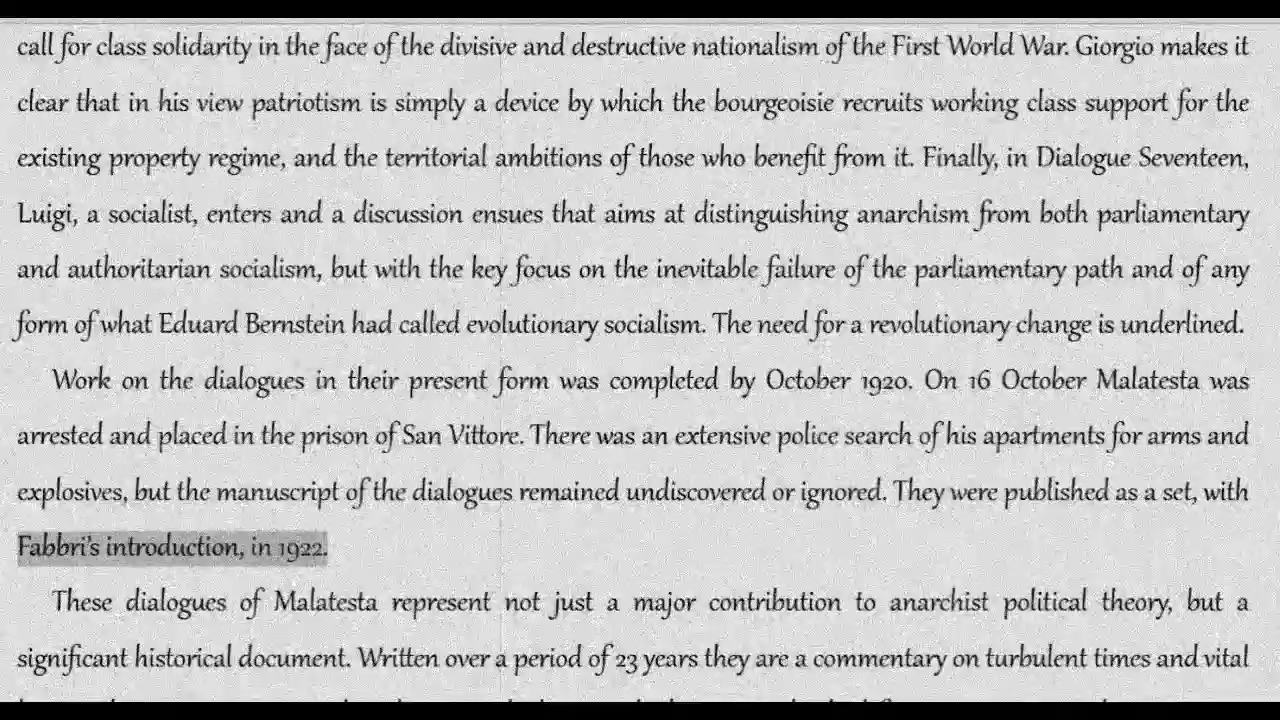 call for class solidarity in the face of the divisive and destructive nationalism of the First World War. Giorgio makes it
clear that in his view patriotism is simply a device by which the bourgeoisie recruits working class support for the
existing property regime, and the territorial ambitions of those who benefit from it. Finally, in Dialogue Seventeen,
Luigi, a socialist, enters and a discussion ensues that aims at distinguishing anarchism from both parliamentary
and authoritarian socialism, but with the key focus on the inevitable failure of the parliamentary path and of any
form of what Eduard Bernstein had called evolutionary socialism. The need for a revolutionary change is underlined.
Work on the dialogues in their present form was completed by October 1920. On 16 October Malatesta was
arrested and placed in the prison of San Vittore. There was an extensive police search of his apartments for arms and
explosives, but the manuscript of the dialogues remained undiscovered or ignored. They were published as a set, with
Fabbri's introduction, in 1922.
These dialogues of Malatesta represent not just a major contribution to anarchist political theory, but a
significant historical document. Written over a period of 23 years they are a commentary on turbulent times and vital